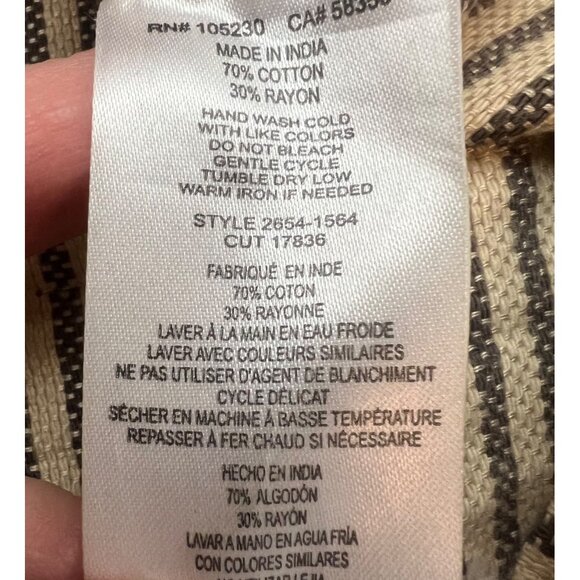 RN# 105230 CA#
MADE IN INDIA
70% COTTON
30% RAYON
HAND WASH COLD
WITH LIKE COLORS
DO NOT BLEACH
GENTLE CYCLE
TUMBLE DRY LOW
WARM IRON IF NEEDED
STYLE 2654-1564
CUT 17836
FABRIQUÉ EN INDE
70% COTON
30% RAYONNE
LAVER À LA MAIN EN EAU FROIDE
LAVER AVEC COULEURS SIMILAIRES
NE PAS UTILISER D'AGENT DE BLANCHIMENT
CYCLE DÉLICAT
SÉCHER EN MACHINE À BASSE TEMPÉRATURE
REPASSER À FER CHAUD SI NÉCESSAIRE
HECHO EN INDIA
70% ALGODÓN
30% RAYÓN
LAVAR A MANO EN AGUA FRÍA
CON COLORES SIMILARES